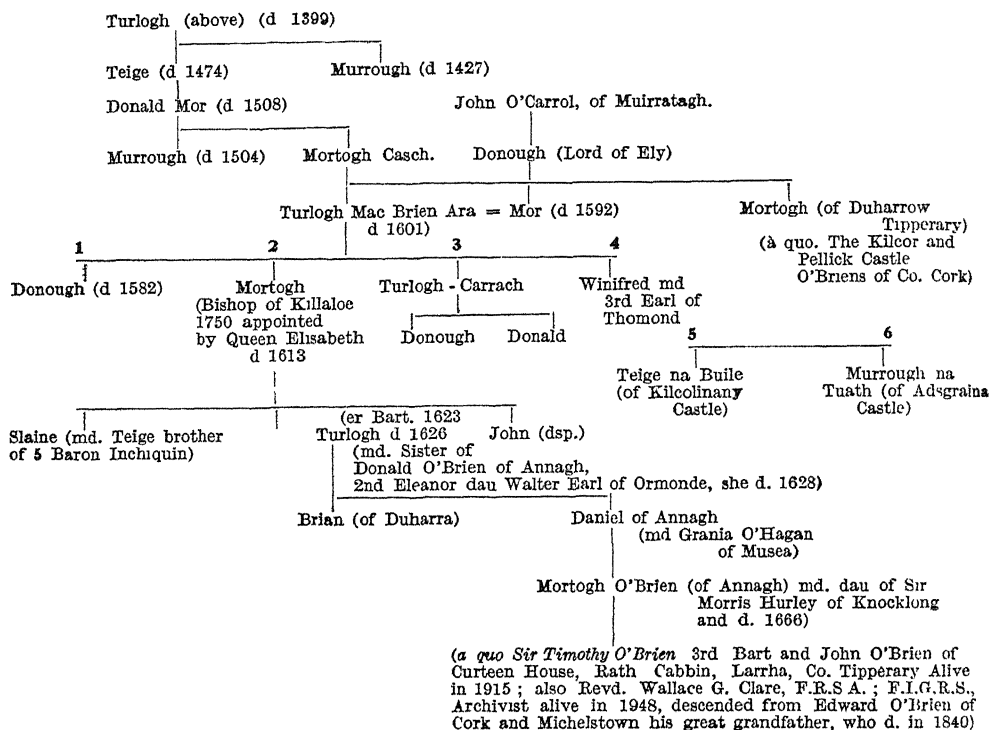 Turlogh (above) (d 1399)
Teige (d 1474)
Murrough (d 1427)
Donald Mor (d 1508)
John O'Carrol, of Muirratagh.
Murrough (d 1504)
Mortogh Casch.
Donough (Lord of Ely)
Turlogh Mac Brien Ara = Mor (d 1592)
d 1601)
Mortogh (of Duharrow
Tipperary)
(à quo. The Kilcor and
Pellick Castle
O'Briens of Co. Cork)
1 2 3 4
Donough (d 1582)
Mortogh
(Bishop of Killaloe
1750 appointed
by Queen Elisabeth
d 1613
Turlogh - Carrach
Donough Donald
Winifred md
3rd Earl of
Thomond
5 6
Teige na Buile
(of Kilcolinany
Castle)
Murrough na
Tuath (of Adsgraina
Castle)
Slaine (md. Teige brother
of 5 Baron Inchiquin)
(er Bart. 1623
Turlogh d 1626
(md. Sister of
Donald O'Brien of Annagh,
2nd Eleanor dau Walter Earl of Ormonde, she d. 1628)
John (dsp.)
Brian (of Duharra)
Daniel of Annagh
(md Grania O'Hagan
of Musea)
Mortogh O'Brien (of Annagh) md. dau of Sir
Morris Hurley of Knocklong
and d. 1666)
(a quo Sir Timothy O'Brien 3rd Bart and John O'Brien of
Curteen House, Rath Cabbin, Larrha, Co. Tipperary Alive
in 1915 ; also Revd. Wallace G. Clare, F.R.S A. ; F.I.G.R.S.,
Archivist alive in 1948, descended from Edward O'Brien of
Cork and Michelstown his great grandfather, who d. in 1840)